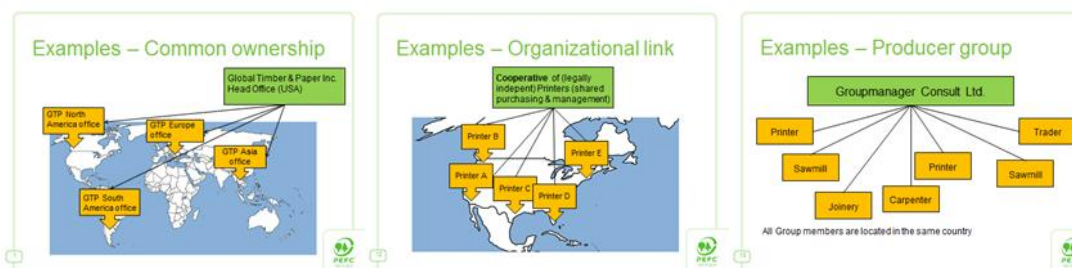 Examples – Common ownership
Global Timber & Paper Inc.
Head Office (USA)
GTP North
America office
GTP Europe
office
GTP Asia
office
GTP South
America office
PEFC
Examples – Organizational link
Cooperative of (legally
indepent) Printers (shared
purchasing & management)
Printer B
Printer E
Printer A
Printer C
Printer D
12
PEFC
Examples – Producer group
Groupmanager Consult Ltd.
Printer
Trader
Sawmill
Printer
Sawmill
Joinery
Carpenter
All Group members are located in the same country
PEFC